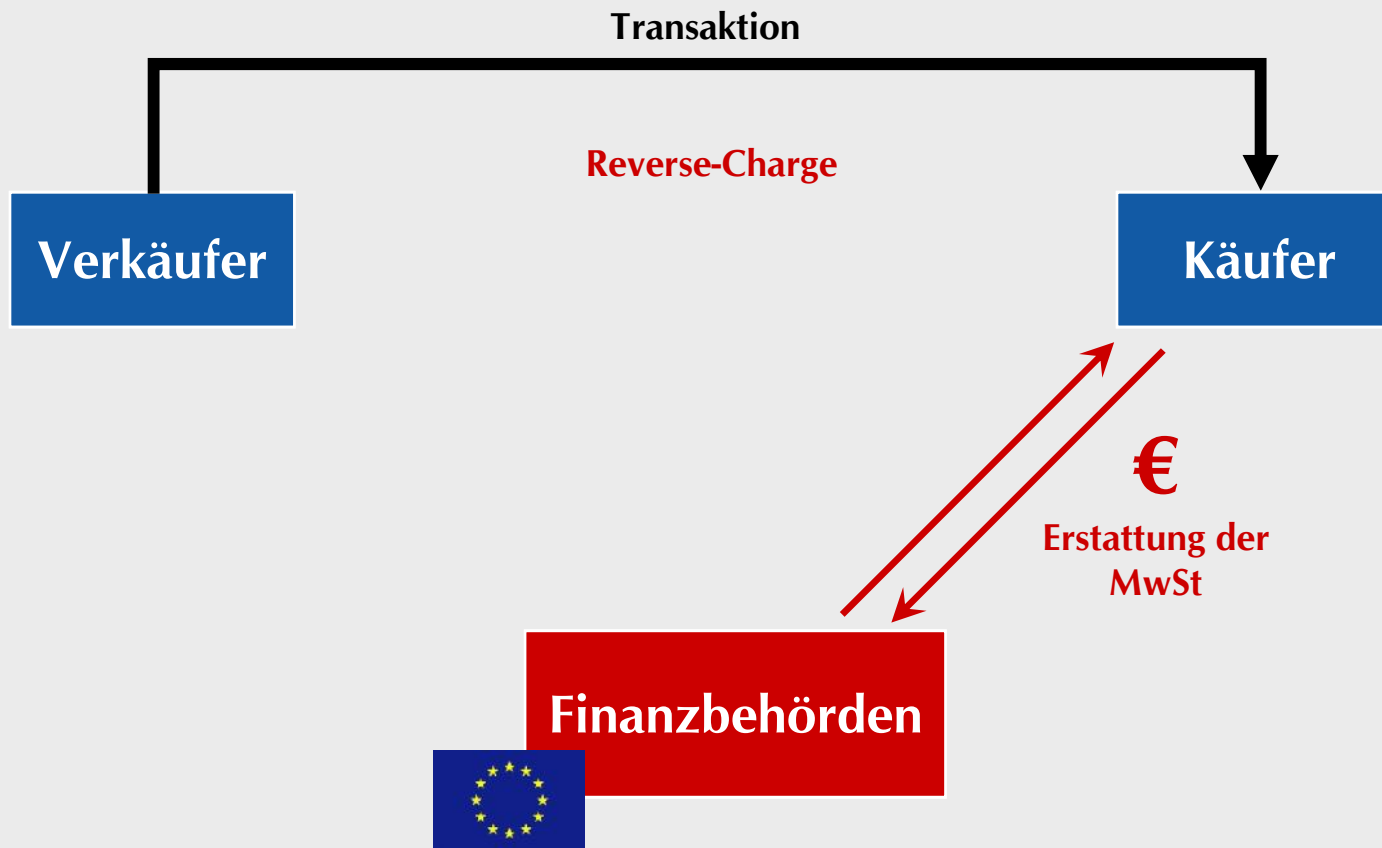 Transaktion
Reverse-Charge
Verkäufer
Käufer
€
Erstattung der
MwSt
Finanzbehörden